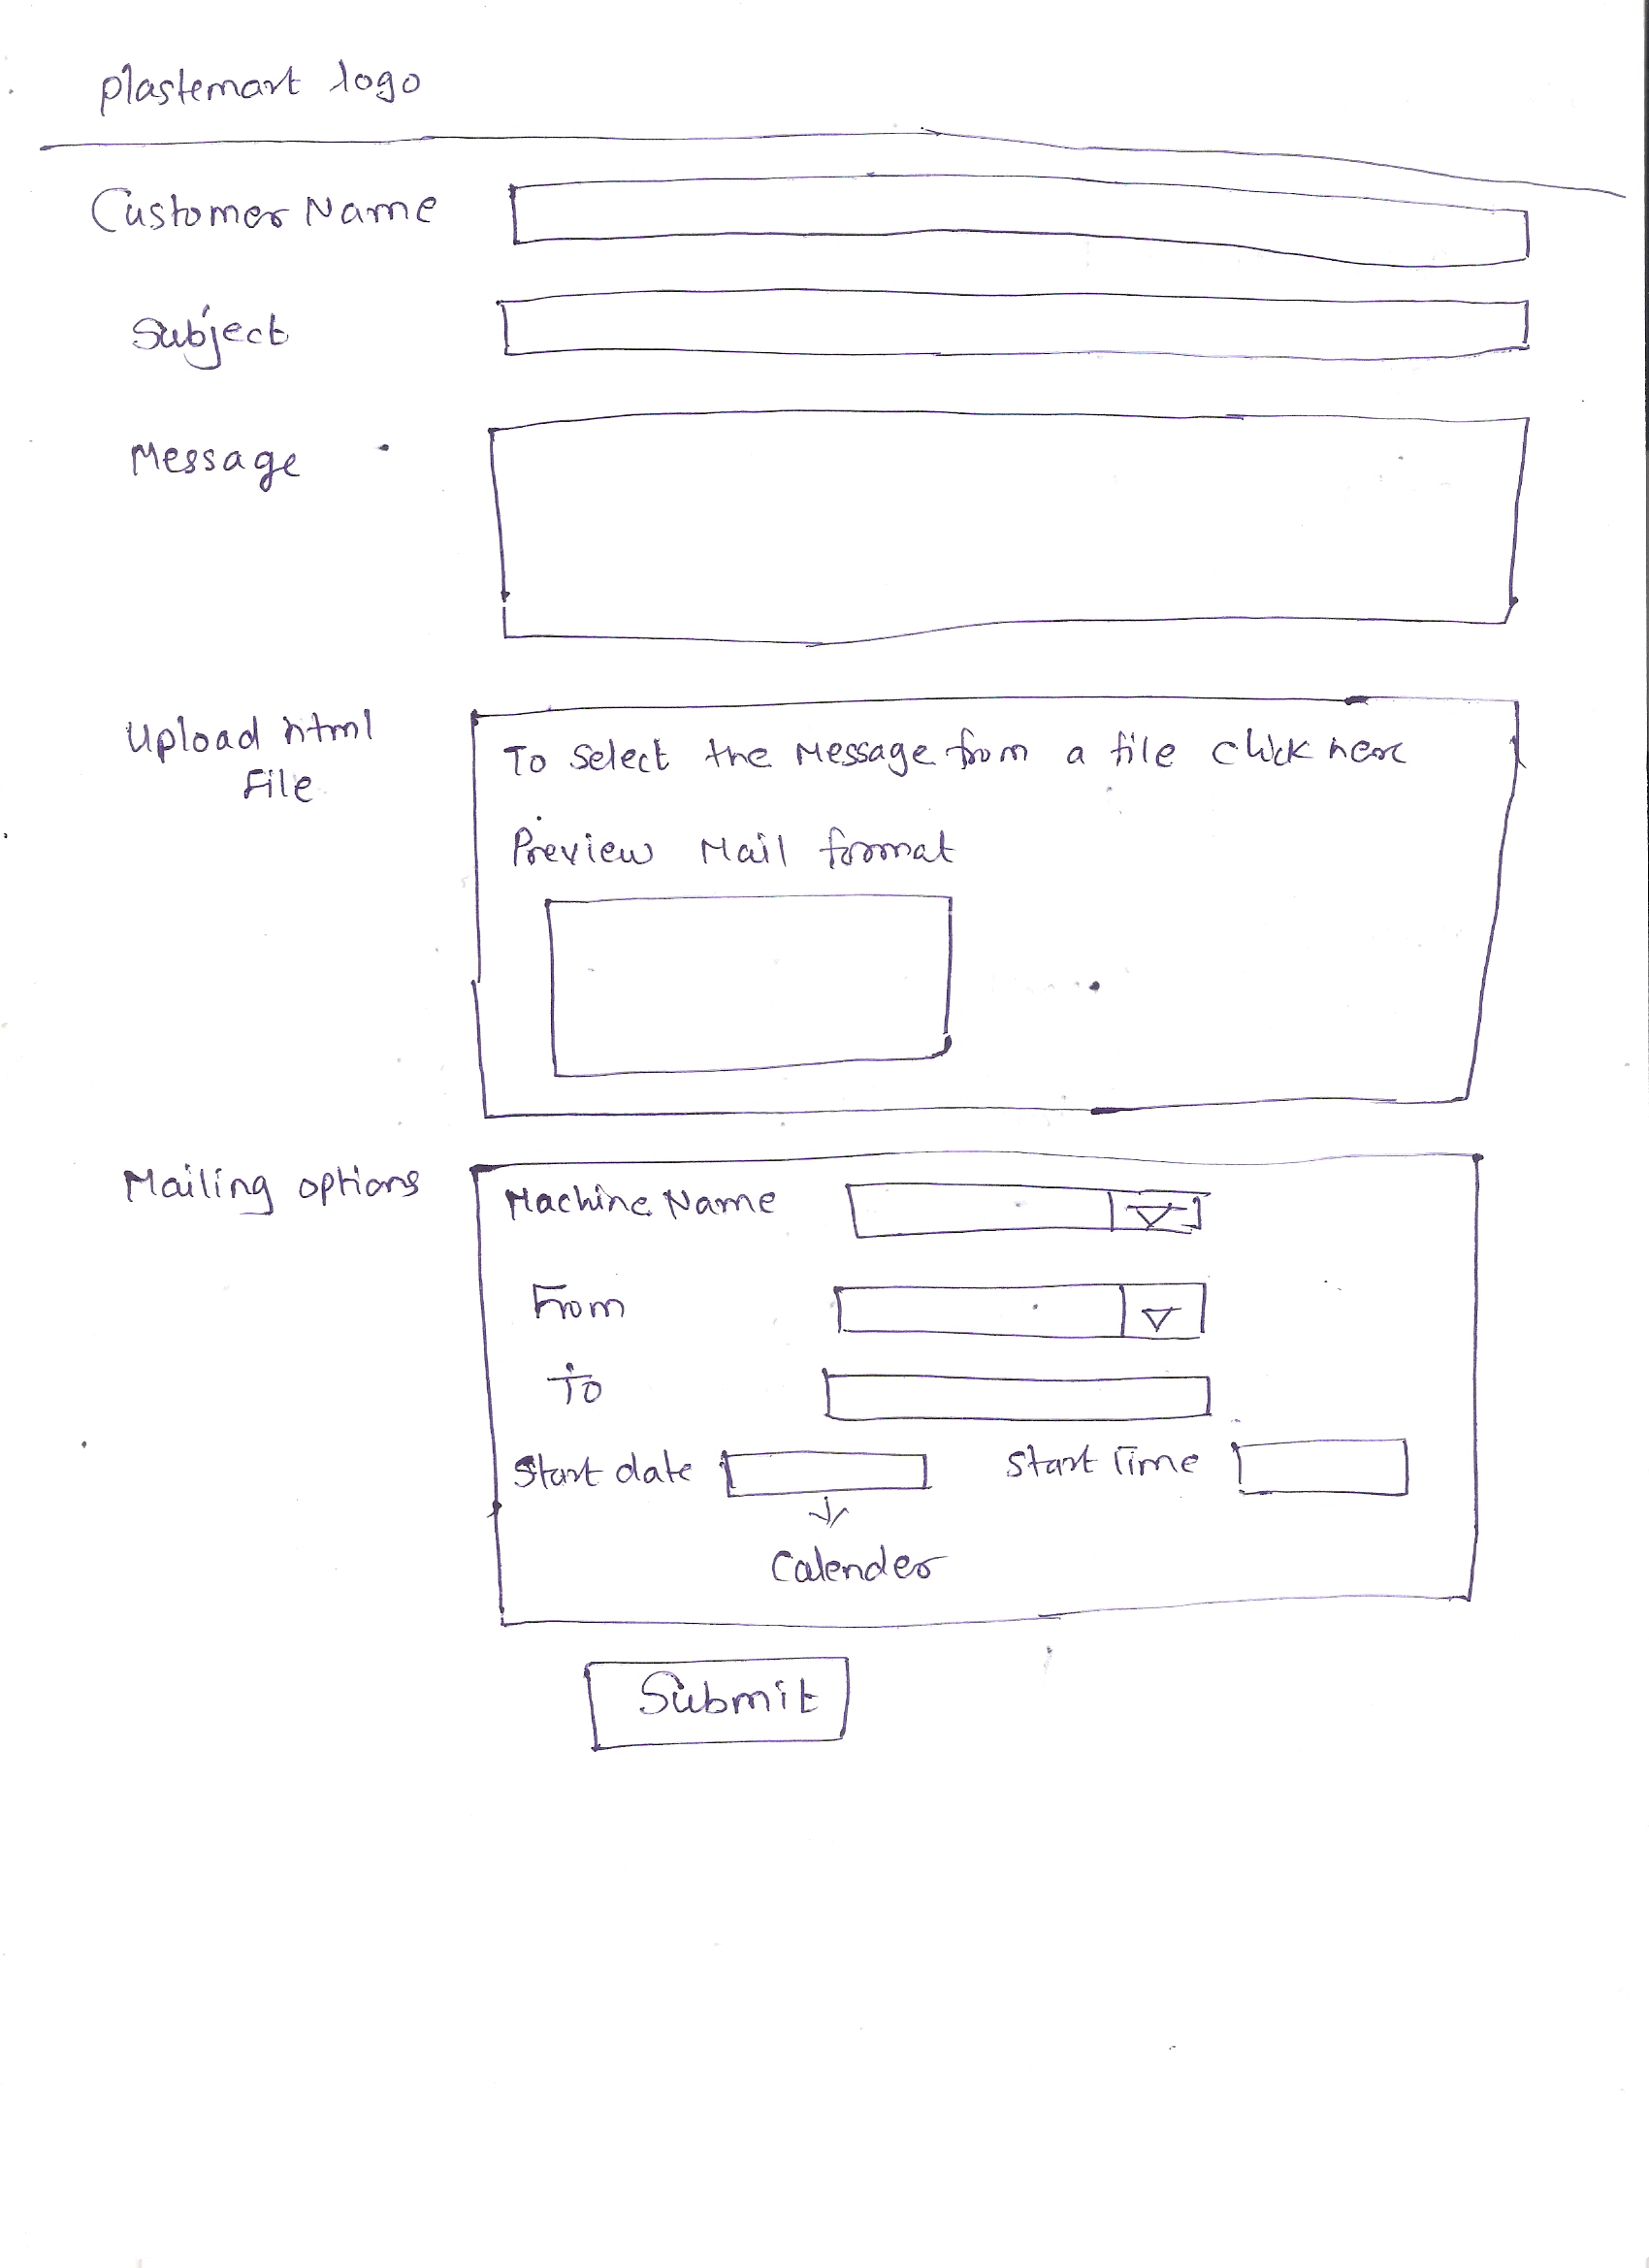 plastemart logo
Customer Name
Subject
Message
Upload html
File
To select the Message from a file click here
Preview Mail format
Mailing options
Machine Name
From
To
Start date
Start Time
Calender
Submit